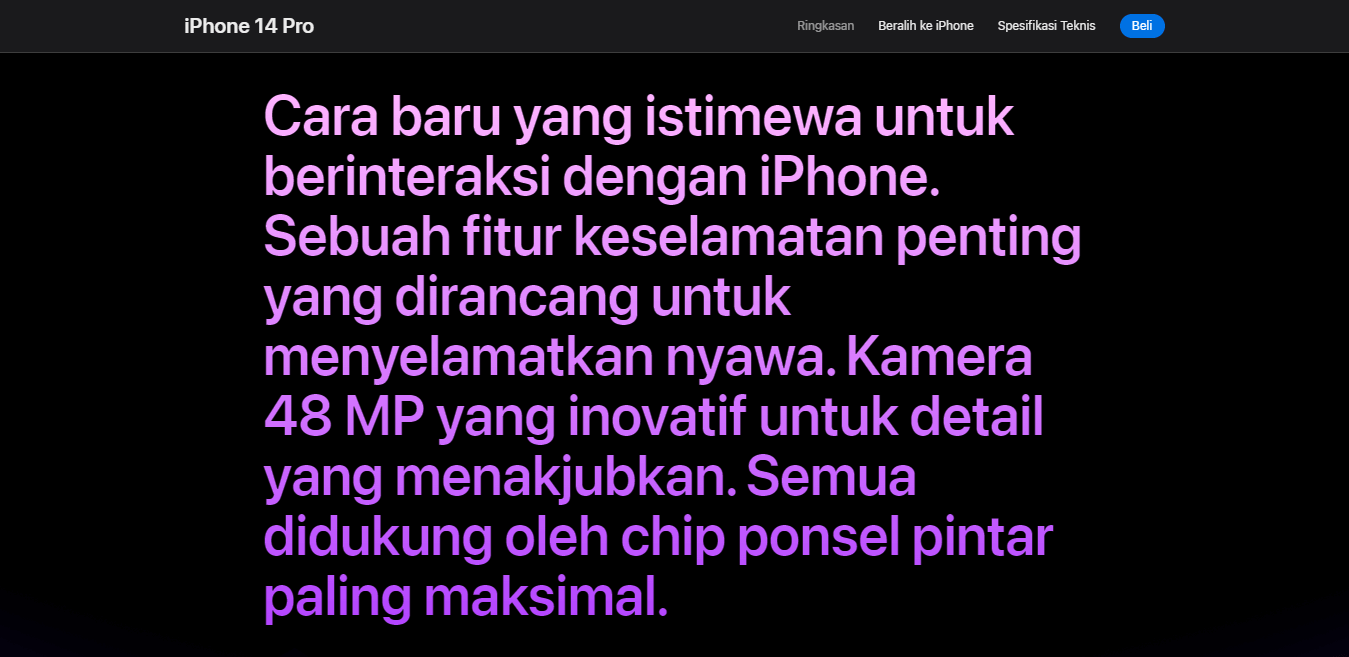 iPhone 14 Pro
Ringkasan
Beralih ke iPhone
Spesifikasi Teknis
Beli
Cara baru yang istimewa untuk
berinteraksi dengan iPhone.
Sebuah fitur keselamatan penting
yang dirancang untuk
menyelamatkan nyawa. Kamera
48 MP yang inovatif untuk detail
yang menakjubkan. Semua
didukung oleh chip ponsel pintar
paling maksimal.